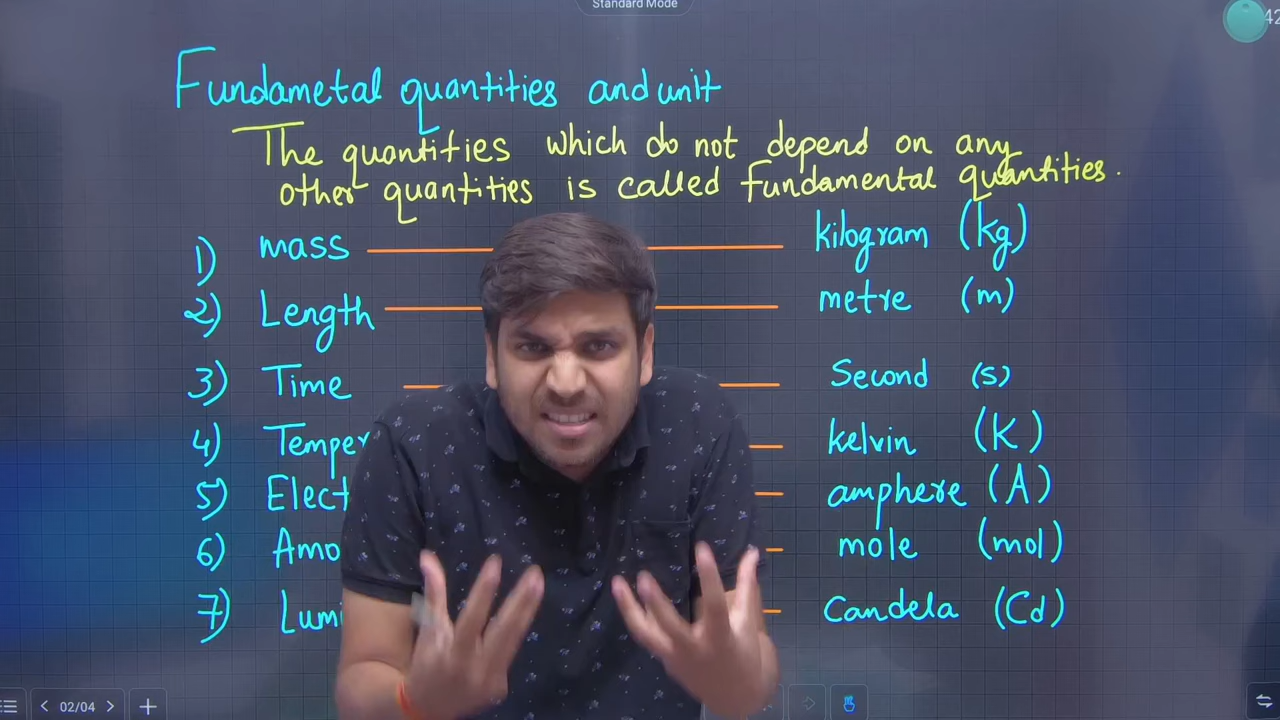 Standard Mode
42
Fundametal quantities and unit
The quantities which do not depend on any
other quantities is called fundamental quantities.
1) mass kilogram (kg)
2) Length metre (m)
3) Time Second (s)
4) Temper kelvin (K)
5) Elect amphere (A)
6) Amo mole (mol)
7) Lumi Candela (Cd)
02/04